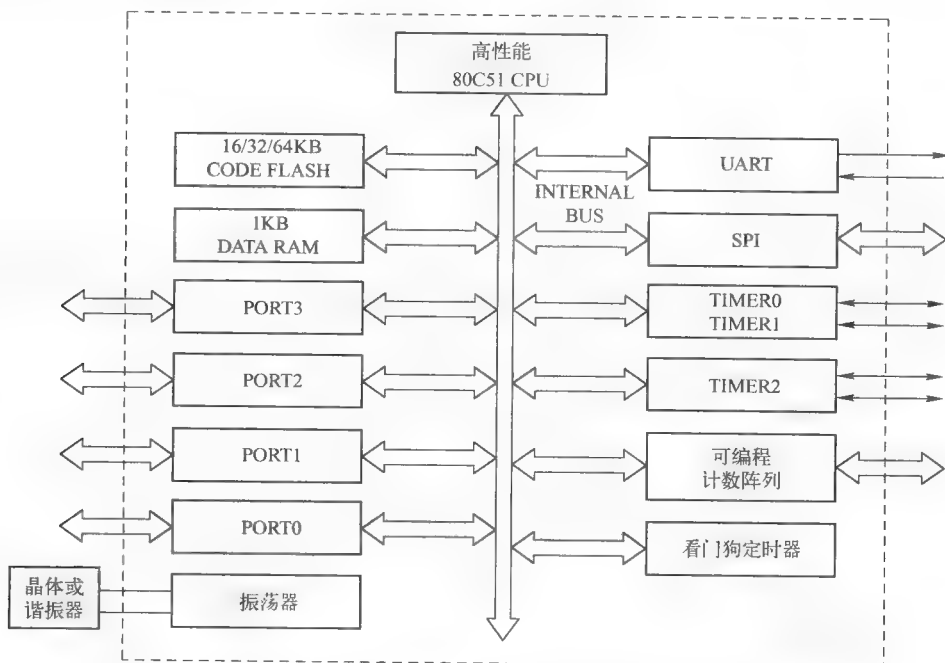 高性能
80C51 CPU
16/32/64KB
CODE FLASH
UART
INTERNAL
BUS
1KB
DATA RAM
SPI
PORT3
TIMER0
TIMER1
PORT2
TIMER2
PORT1
可编程
计数阵列
PORT0
看门狗定时器
晶体或
谐振器
振荡器